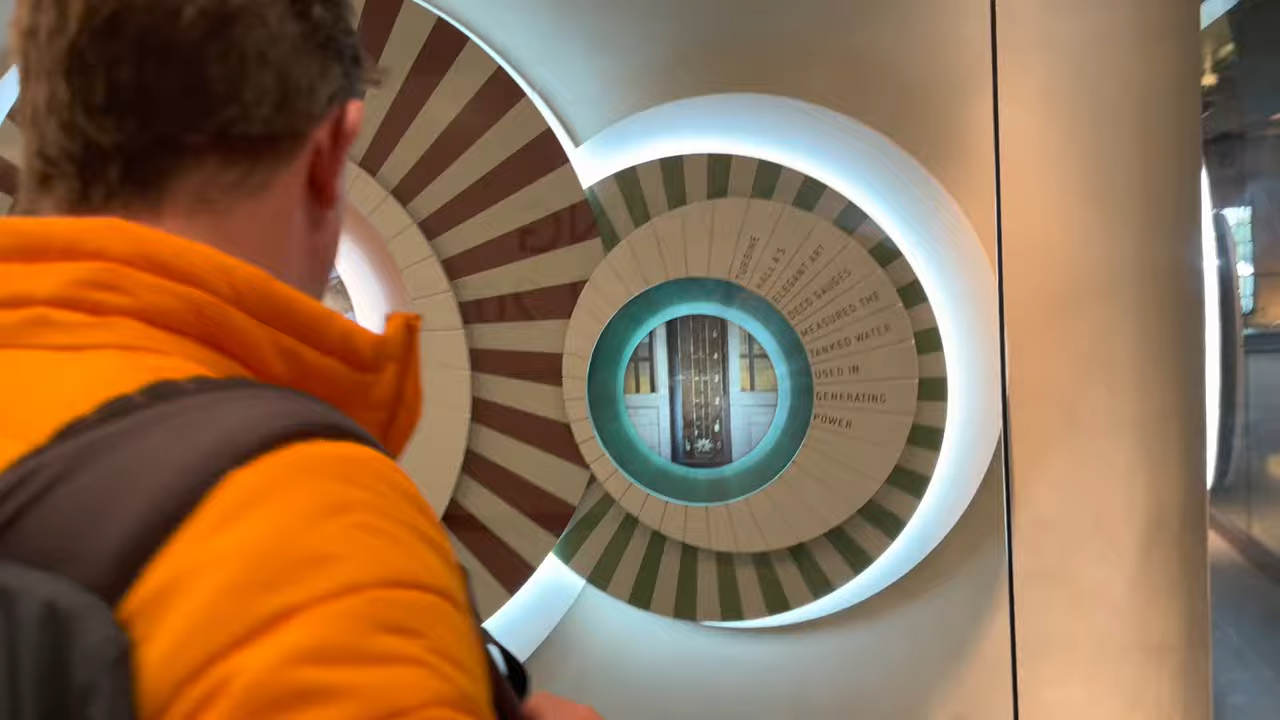 TURBINE
HALL A'S
ELEGANT ART
DECO GAUGES
MEASURED THE
TANKED WATER
USED IN
GENERATING
POWER